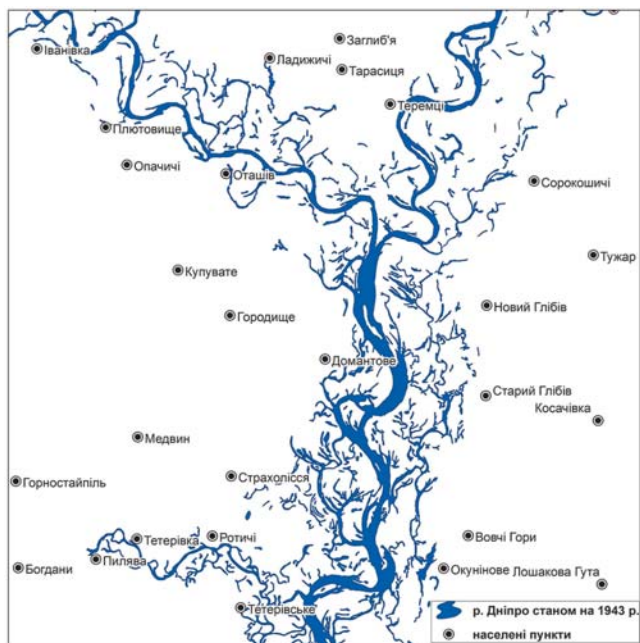 Заглиб'я
Іванівка
Ладижичі
Тарасиця
Теремці
Плютовище
Опачичі
Оташів
Сорокошичі
Тужар
Купувате
Новий Глібів
Городище
Домантове
Старий Глібів
Косачівка
Медвин
Страхолісся
Горностайпіль
Тетерівка
Ротичі
Вовчі Гори
Пилява
Богдани
Окунінове
Лошакова Гута
Тетерівське
р. Дніпро станом на 1943 р.
населені пункти